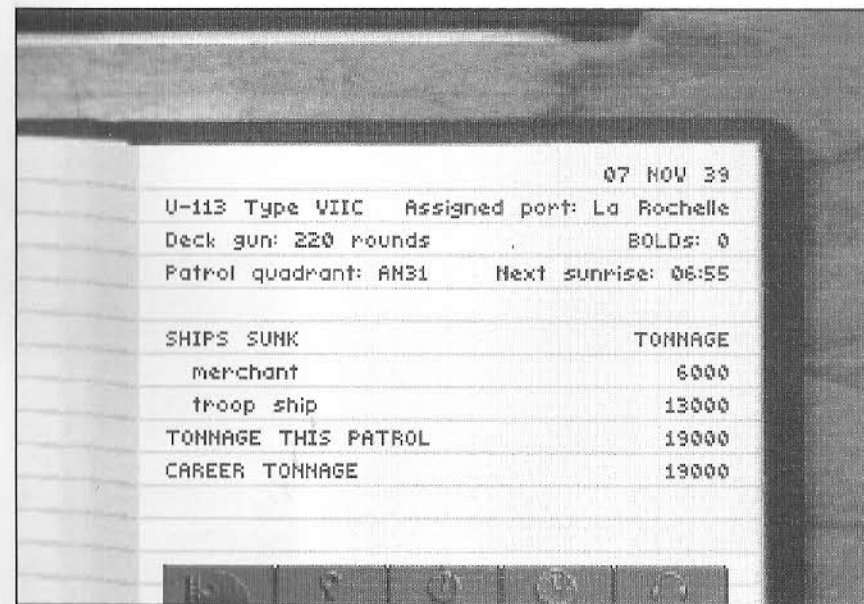 07 NOV 39
U-113 Type VIIC Assigned port: La Rochelle
Deck gun: 220 rounds BOLDs: 0
Patrol quadrant: AN31 Next sunrise: 06:55
SHIPS SUNK TONNAGE
merchant 6000
troop ship 13000
TONNAGE THIS PATROL 19000
CAREER TONNAGE 19000